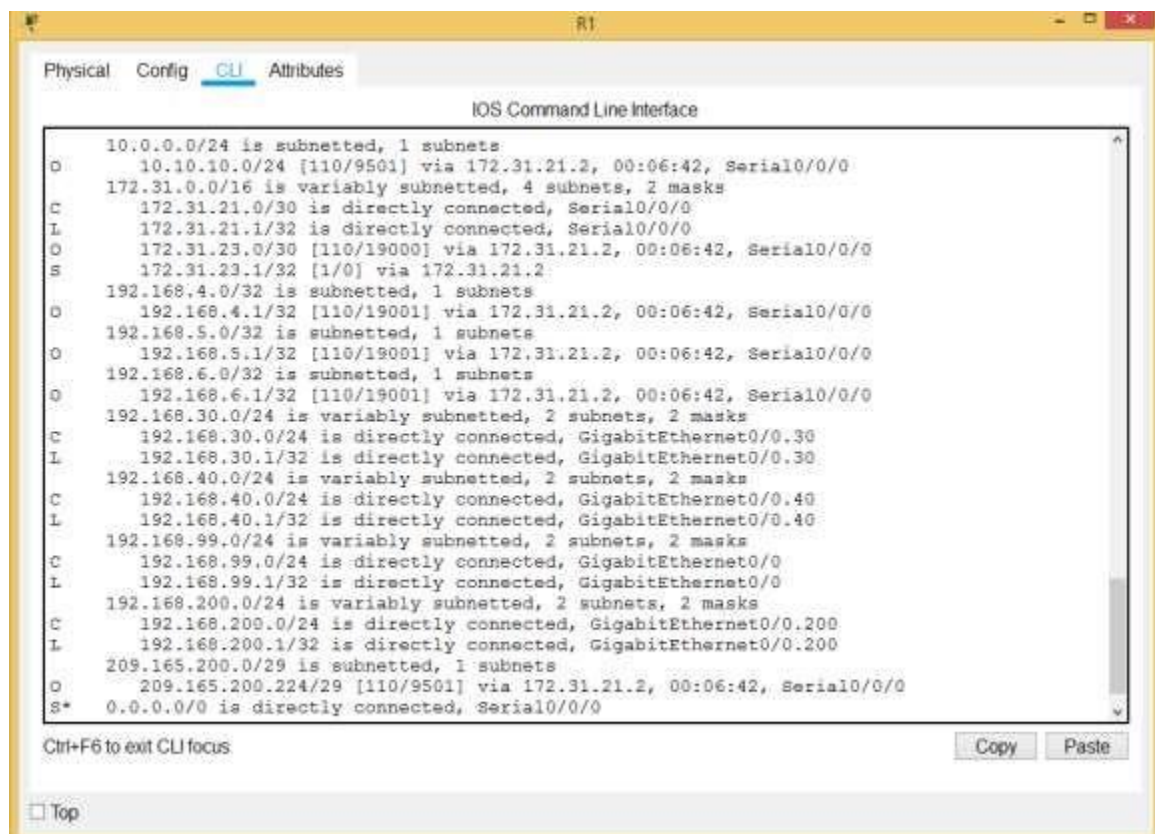 R1
Physical Config CLI Attributes
IOS Command Line Interface
10.0.0.0/24 is subnetted, 1 subnets
O 10.10.10.0/24 [110/9501] via 172.31.21.2, 00:06:42, Serial0/0/0
172.31.0.0/16 is variably subnetted, 4 subnets, 2 masks
C 172.31.21.0/30 is directly connected, Serial0/0/0
L 172.31.21.1/32 is directly connected, Serial0/0/0
O 172.31.23.0/30 [110/19000] via 172.31.21.2, 00:06:42, Serial0/0/0
S 172.31.23.1/32 [1/0] via 172.31.21.2
192.168.4.0/32 is subnetted, 1 subnets
O 192.168.4.1/32 [110/19001] via 172.31.21.2, 00:06:42, Serial0/0/0
192.168.5.0/32 is subnetted, 1 subnets
O 192.168.5.1/32 [110/19001] via 172.31.21.2, 00:06:42, Serial0/0/0
192.168.6.0/32 is subnetted, 1 subnets
O 192.168.6.1/32 [110/19001] via 172.31.21.2, 00:06:42, Serial0/0/0
192.168.30.0/24 is variably subnetted, 2 subnets, 2 masks
C 192.168.30.0/24 is directly connected, GigabitEthernet0/0.30
L 192.168.30.1/32 is directly connected, GigabitEthernet0/0.30
192.168.40.0/24 is variably subnetted, 2 subnets, 2 masks
C 192.168.40.0/24 is directly connected, GigabitEthernet0/0.40
L 192.168.40.1/32 is directly connected, GigabitEthernet0/0.40
192.168.99.0/24 is variably subnetted, 2 subnets, 2 masks
C 192.168.99.0/24 is directly connected, GigabitEthernet0/0
L 192.168.99.1/32 is directly connected, GigabitEthernet0/0
192.168.200.0/24 is variably subnetted, 2 subnets, 2 masks
C 192.168.200.0/24 is directly connected, GigabitEthernet0/0.200
L 192.168.200.1/32 is directly connected, GigabitEthernet0/0.200
209.165.200.0/29 is subnetted, 1 subnets
O 209.165.200.224/29 [110/9501] via 172.31.21.2, 00:06:42, Serial0/0/0
S* 0.0.0.0/0 is directly connected, Serial0/0/0
Ctrl+F6 to exit CLI focus
Copy Paste
Top